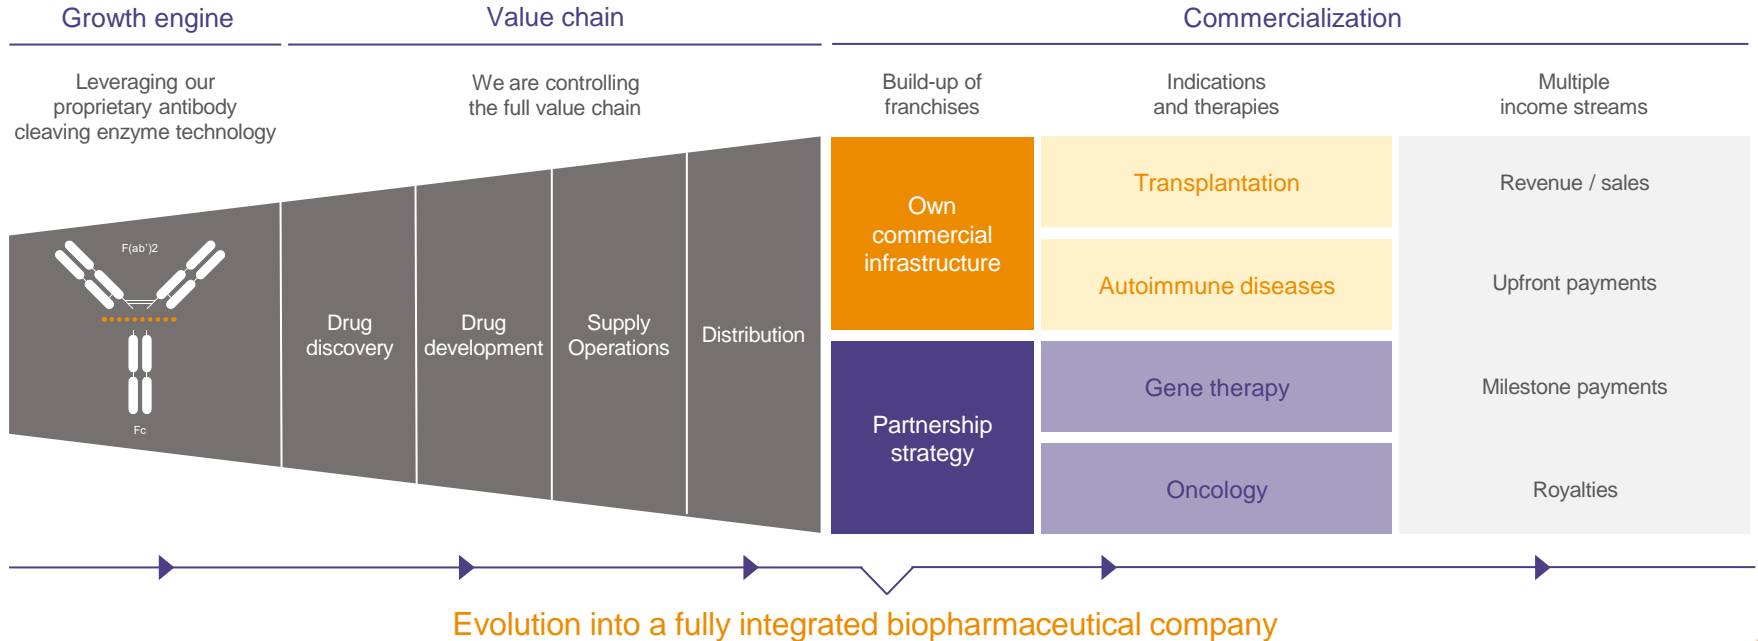 Growth engine
Value chain
Commercialization
Leveraging our
proprietary antibody
cleaving enzyme technology
We are controlling
the full value chain
Build-up of
franchises
Indications
and therapies
Multiple
income streams
F(ab’)2
Fc
Drug
discovery
Drug
development
Supply
Operations
Distribution
Own
commercial
infrastructure
Partnership
strategy
Transplantation
Autoimmune diseases
Gene therapy
Oncology
Revenue / sales
Upfront payments
Milestone payments
Royalties
Evolution into a fully integrated biopharmaceutical company